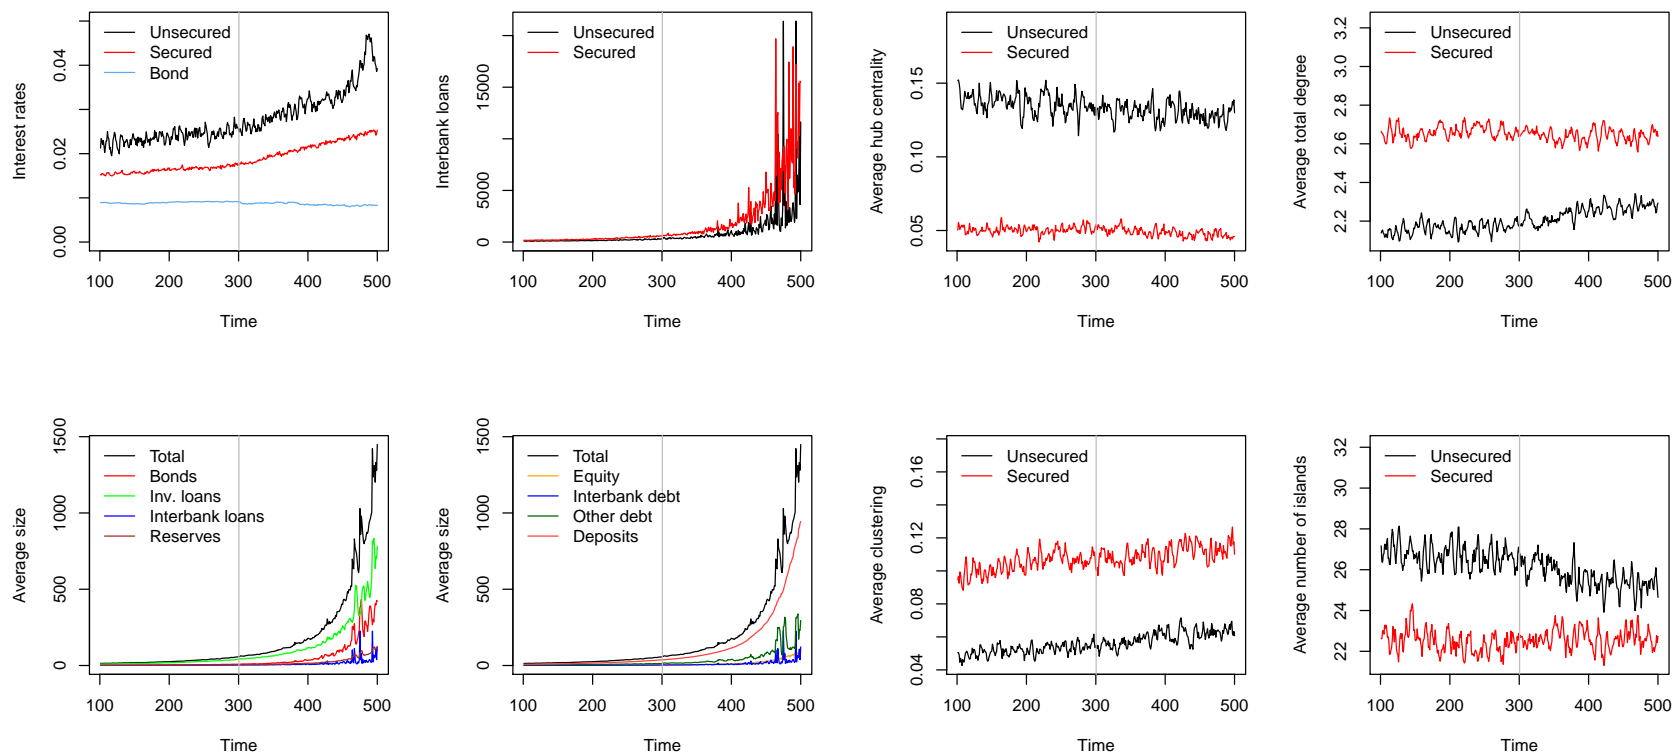 Interest rates
0.00
0.02
0.04
Unsecured
Secured
Bond
100 200 300 400 500
Time
Interbank loans
0
5000
15000
Unsecured
Secured
100 200 300 400 500
Time
Average hub centrality
0.05
0.10
0.15
Unsecured
Secured
100 200 300 400 500
Time
Average total degree
2.2
2.4
2.6
2.8
3.0
3.2
Unsecured
Secured
100 200 300 400 500
Time
Average size
0
500
1000
1500
Total
Bonds
Inv. loans
Interbank loans
Reserves
100 200 300 400 500
Time
Average size
0
500
1000
1500
Total
Equity
Interbank debt
Other debt
Deposits
100 200 300 400 500
Time
Average clustering
0.04
0.08
0.12
0.16
Unsecured
Secured
100 200 300 400 500
Time
Average number of islands
22
24
26
28
30
32
Unsecured
Secured
100 200 300 400 500
Time